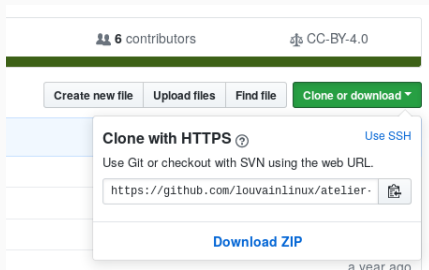 6 contributors
CC-BY-4.0
Create new file
Upload files
Find file
Clone or download
Clone with HTTPS
Use SSH
Use Git or checkout with SVN using the web URL.
https://github.com/louvainlinux/atelier-
Download ZIP
a year ago